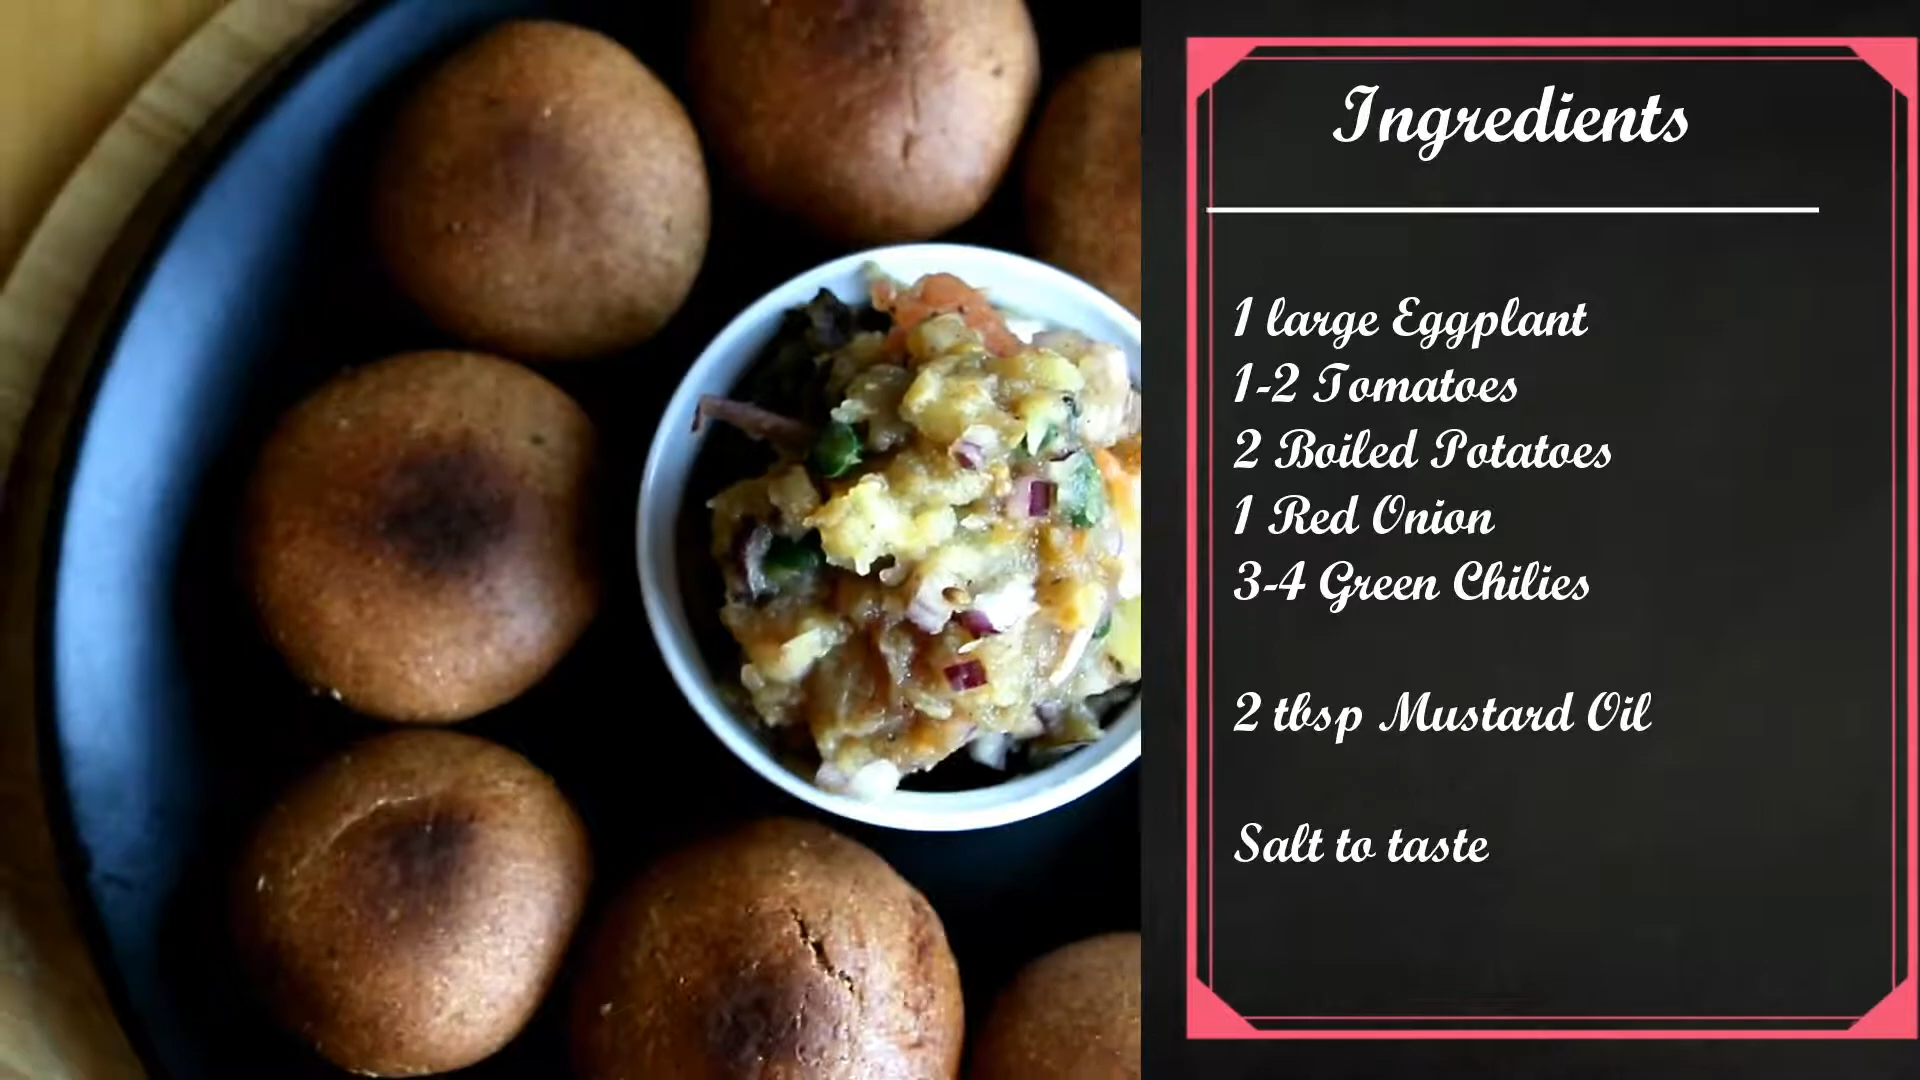 Ingredients
1 large Eggplant
1-2 Tomatoes
2 Boiled Potatoes
1 Red Onion
3-4 Green Chilies
2 tbsp Mustard Oil
Salt to taste